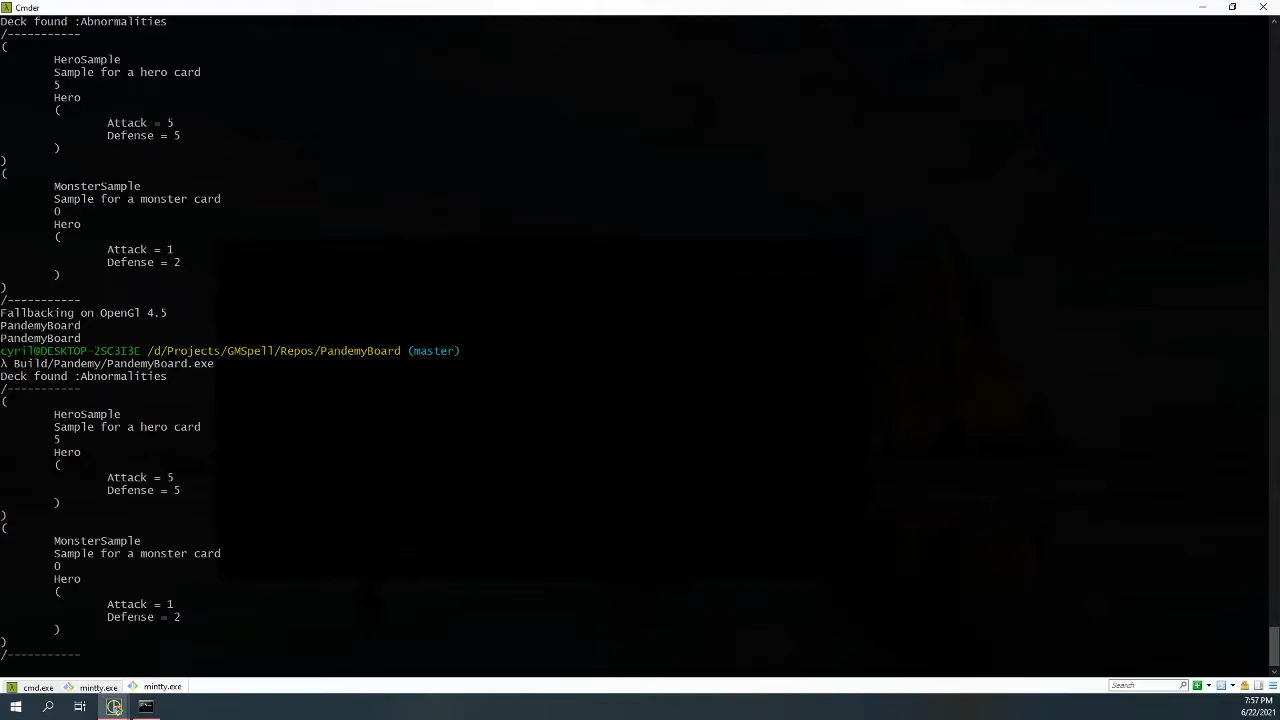 Cmder
Deck found :Abnormalities
/-----------
(
HeroSample
Sample for a hero card
5
Hero
(
Attack = 5
Defense = 5
)
)
(
MonsterSample
Sample for a monster card
0
Hero
(
Attack = 1
Defense = 2
)
)
/-----------
Fallbacking on OpenGl 4.5
PandemyBoard
PandemyBoard
cyril@DESKTOP-2SC3I3E /d/Projects/GMSpell/Repos/PandemyBoard (master)
λ Build/Pandemy/PandemyBoard.exe
Deck found :Abnormalities
/-----------
(
HeroSample
Sample for a hero card
5
Hero
(
Attack = 5
Defense = 5
)
)
(
MonsterSample
Sample for a monster card
0
Hero
(
Attack = 1
Defense = 2
)
)
/-----------
cmd.exe mintty.exe mintty.exe Search
7:57 PM
6/22/2021